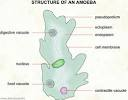 STRUCTURE OF AN AMOEBA
pseudopodium
ectoplasm
endoplasm
digestive vacuole
cell membrane
nucleus
food vacuole
contractile vacuole